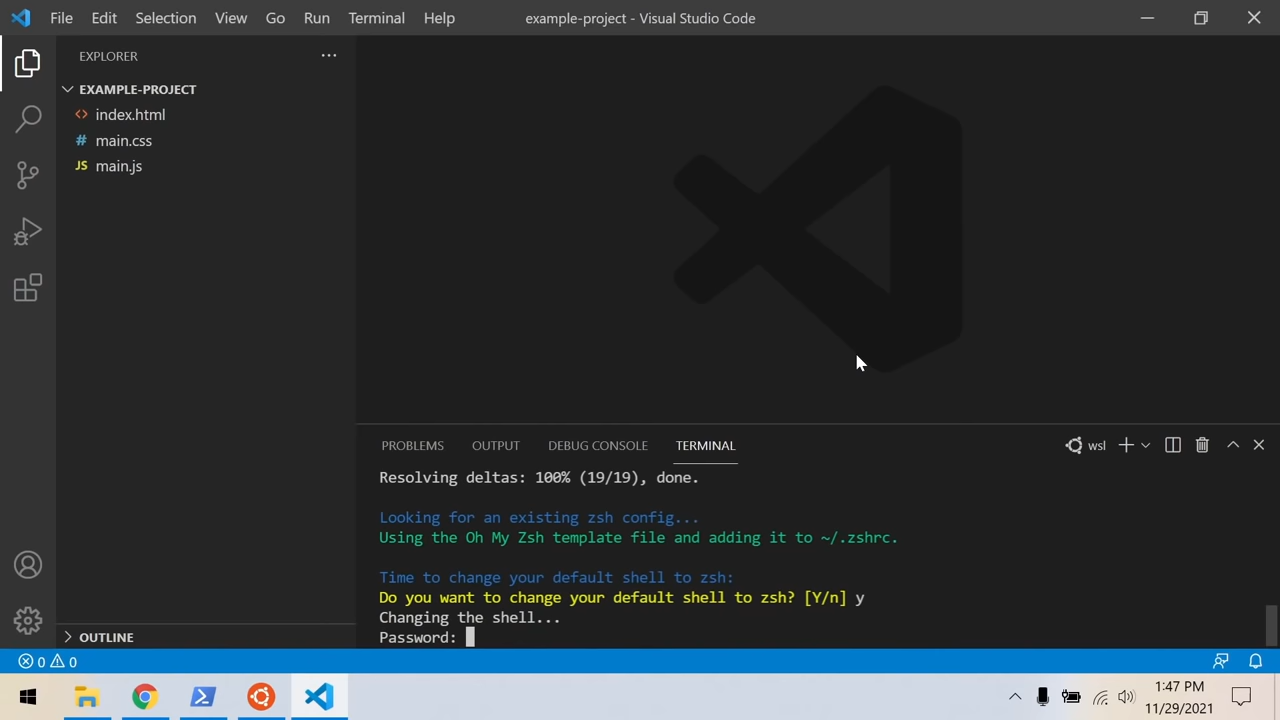 File Edit Selection View Go Run Terminal Help example-project - Visual Studio Code
EXPLORER
EXAMPLE-PROJECT
<> index.html
# main.css
JS main.js
PROBLEMS OUTPUT DEBUG CONSOLE TERMINAL wsl
Resolving deltas: 100% (19/19), done.
Looking for an existing zsh config...
Using the Oh My Zsh template file and adding it to ~/.zshrc.
Time to change your default shell to zsh:
Do you want to change your default shell to zsh? [Y/n] y
Changing the shell...
Password:
OUTLINE
0 0
1:47 PM
11/29/2021